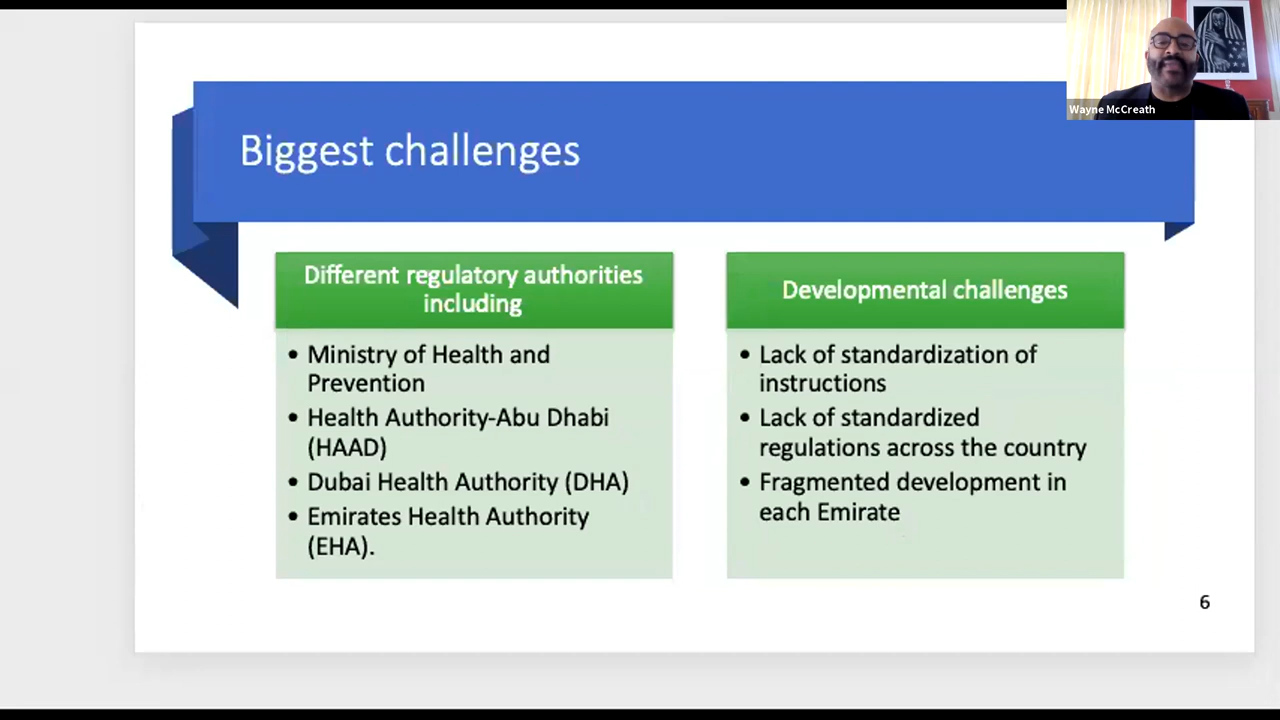 Wayne McCreath
Biggest challenges
Different regulatory authorities
including
• Ministry of Health and
Prevention
• Health Authority-Abu Dhabi
(HAAD)
• Dubai Health Authority (DHA)
• Emirates Health Authority
(EHA).
Developmental challenges
• Lack of standardization of
instructions
• Lack of standardized
regulations across the country
• Fragmented development in
each Emirate
6